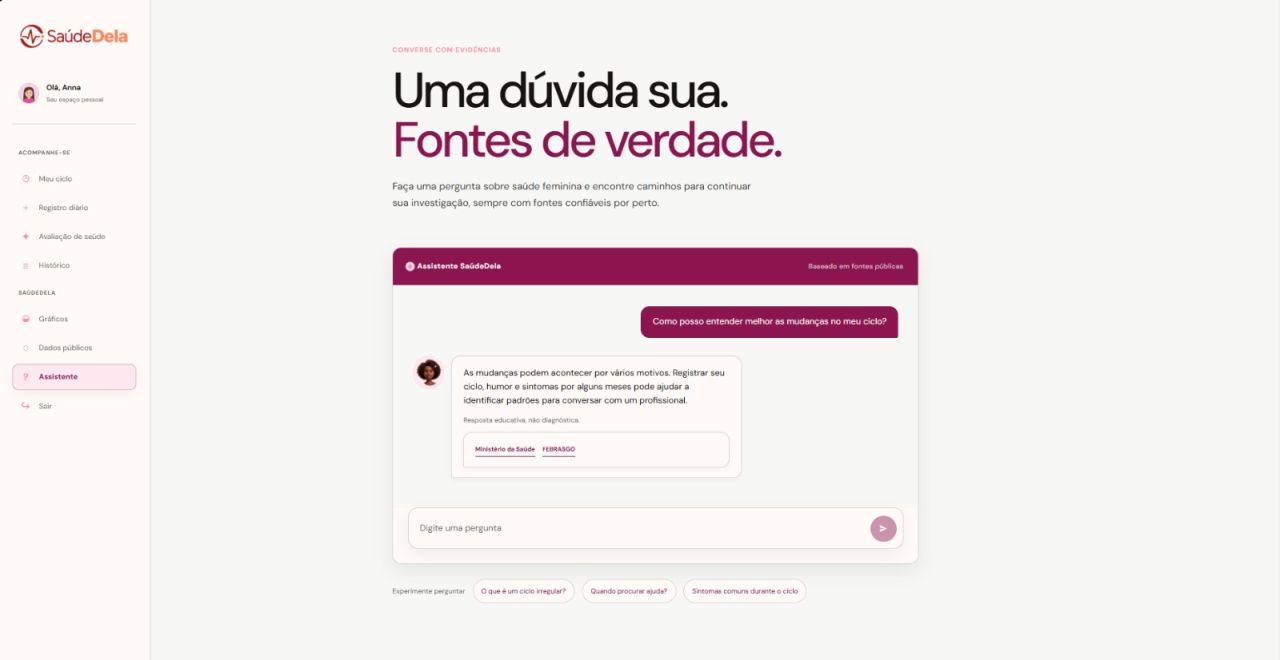 SaúdeDela
Olá, Anna
Seu espaço pessoal
ACOMPANHE-SE
Meu ciclo
Registro diário
Avaliação de saúde
Histórico
SAÚDEDELA
Gráficos
Dados públicos
? Assistente
Sair
CONVERSE COM EVIDÊNCIAS
Uma dúvida sua.
Fontes de verdade.
Faça uma pergunta sobre saúde feminina e encontre caminhos para continuar
sua investigação, sempre com fontes confiáveis por perto.
Assistente SaúdeDela
Baseado em fontes públicas
Como posso entender melhor as mudanças no meu ciclo?
As mudanças podem acontecer por vários motivos. Registrar seu
ciclo, humor e sintomas por alguns meses pode ajudar a
identificar padrões para conversar com um profissional.
Resposta educativa, não diagnóstica.
Ministério da Saúde FEBRASGO
Digite uma pergunta
Experimente perguntar
O que é um ciclo irregular?
Quando procurar ajuda?
Sintomas comuns durante o ciclo